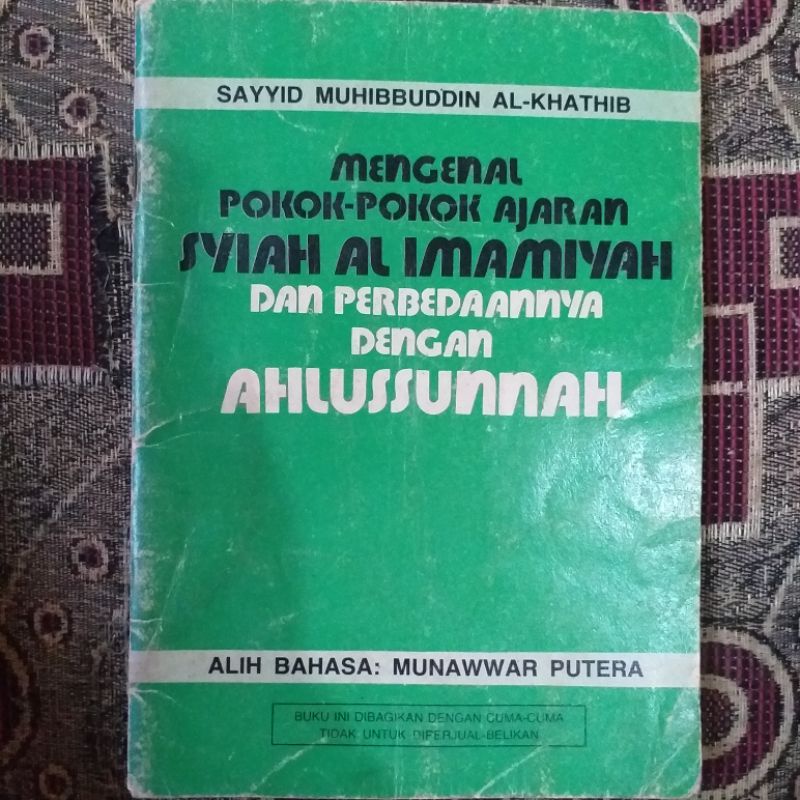 SAYYID MUHIBBUDDIN AL-KHATHIB
MENGENAL
POKOK-POKOK AJARAN
SYIAH AL IMAMIYAH
DAN PERBEDAANNYA
DENGAN
AHLUSSUNNAH
ALIH BAHASA: MUNAWWAR PUTERA
BUKU INI DIBAGIKAN DENGAN CUMA-CUMA
TIDAK UNTUK DIPERJUAL-BELIKAN